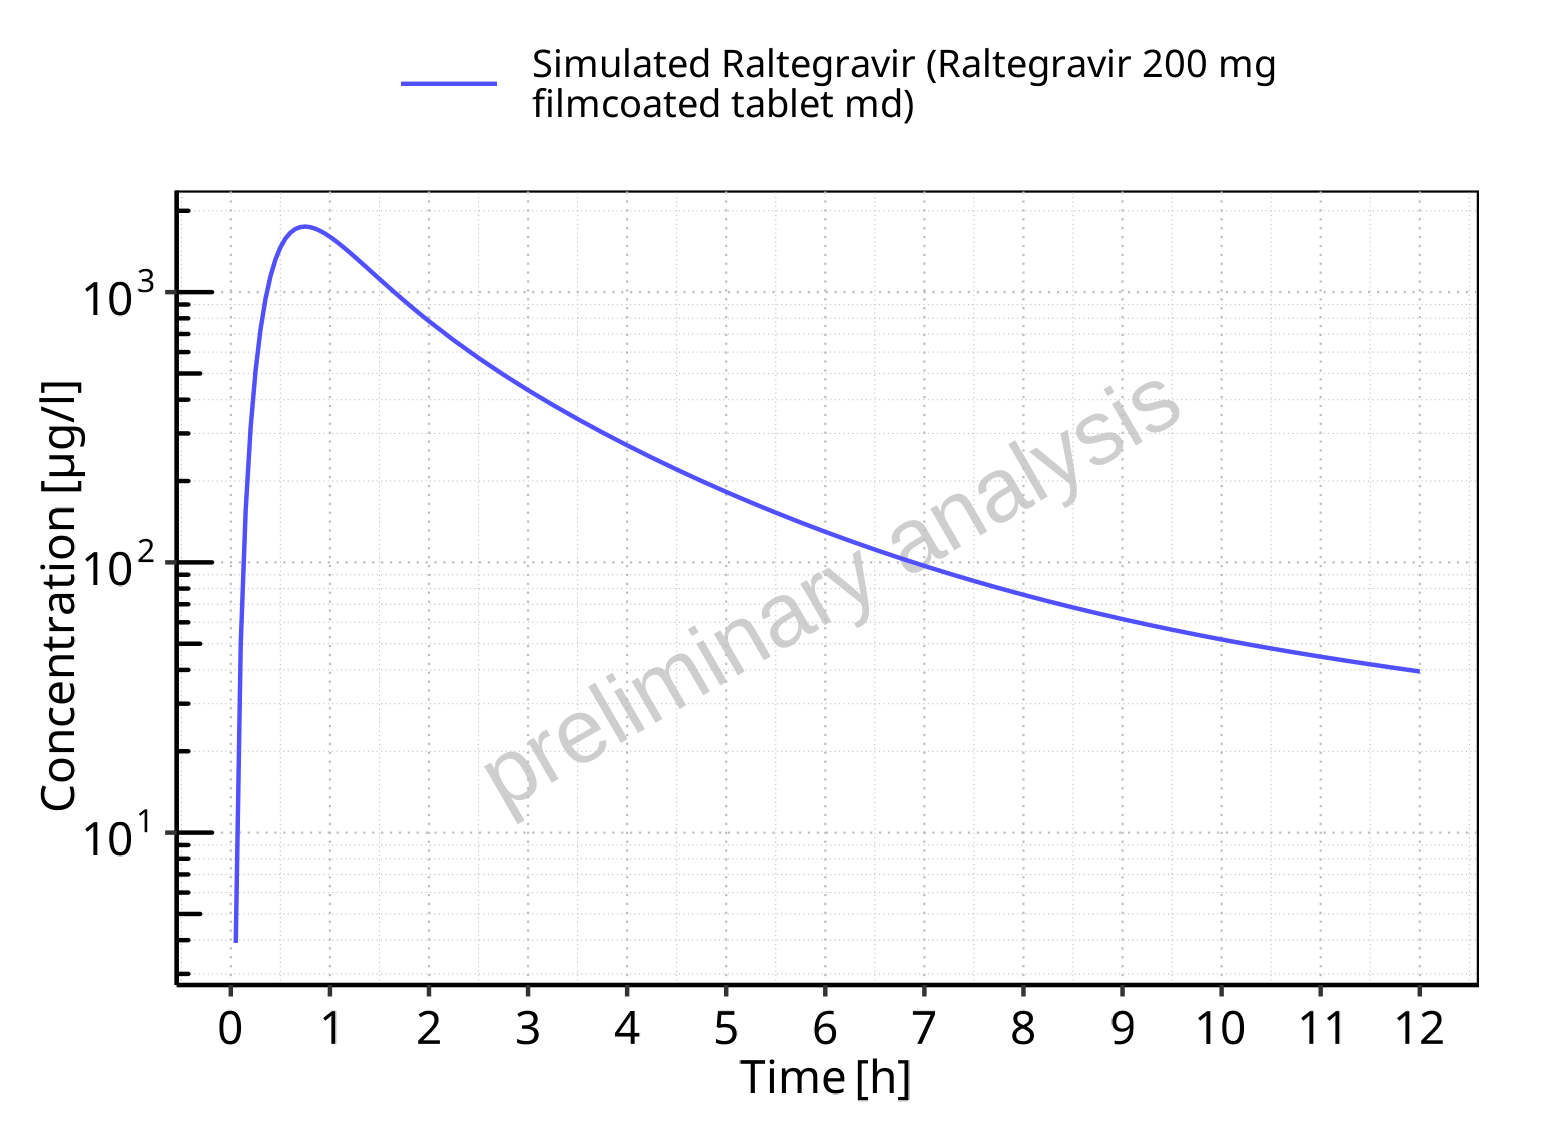 Simulated Raltegravir (Raltegravir 200 mg
filmcoated tablet md)
Concentration [µg/l]
10³
10²
10¹
preliminary analysis
0 1 2 3 4 5 6 7 8 9 10 11 12
Time [h]